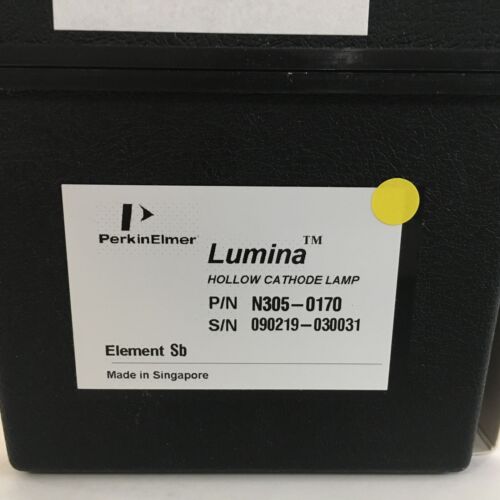 PerkinElmer
Lumina™
HOLLOW CATHODE LAMP
P/N N305-0170
S/N 090219-030031
Element Sb
Made in Singapore